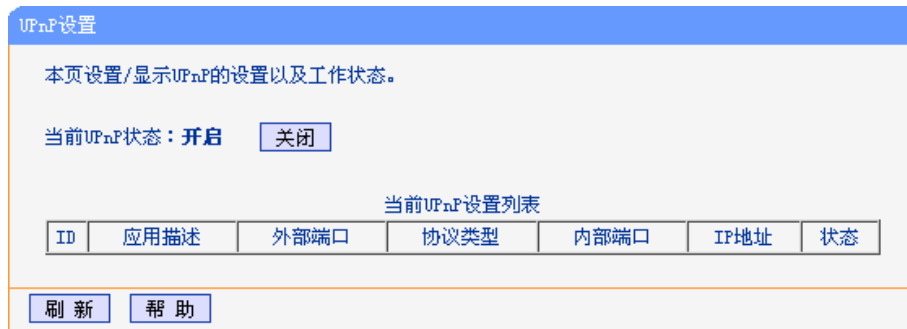 UPnP设置
本页设置/显示UPnP的设置以及工作状态。
当前UPnP状态：开启 关闭
当前UPnP设置列表
ID 应用描述 外部端口 协议类型 内部端口 IP地址 状态
刷 新 帮 助